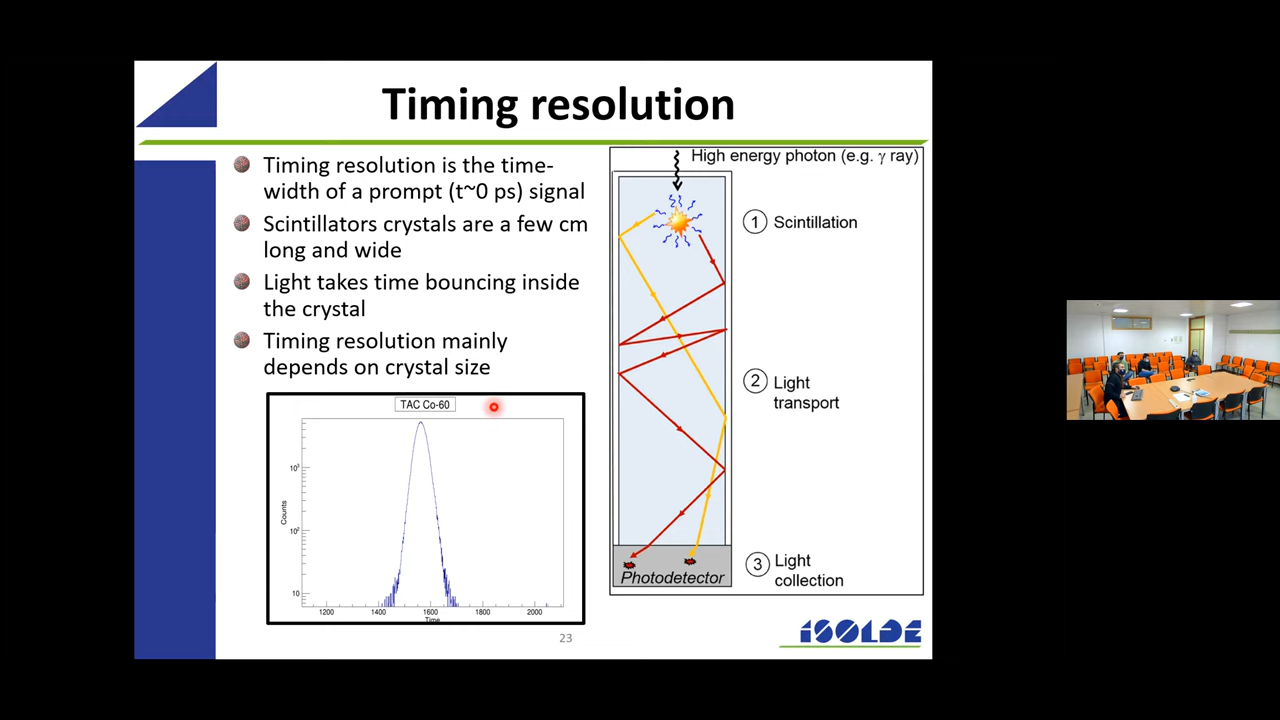 Timing resolution
Timing resolution is the time-
width of a prompt (t~0 ps) signal
Scintillators crystals are a few cm
long and wide
Light takes time bouncing inside
the crystal
Timing resolution mainly
depends on crystal size
TAC Co-60
Counts
10³
10²
10
1200 1400 1600 1800 2000
Time
High energy photon (e.g. γ ray)
1 Scintillation
2 Light
transport
3 Light
collection
Photodetector
23
ISOLDE